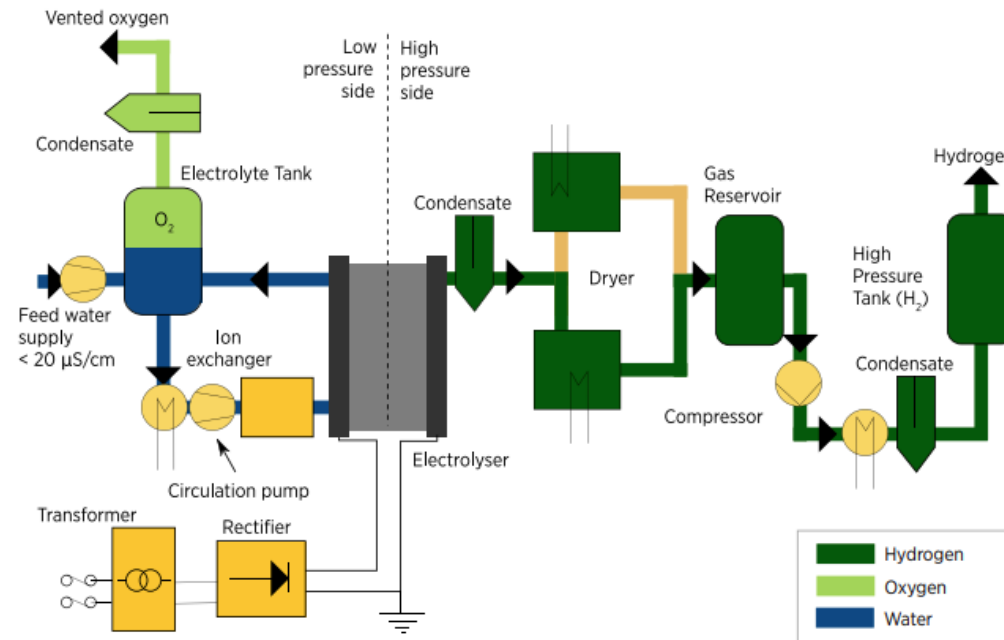 Vented oxygen
Low
pressure
side
High
pressure
side
Condensate
Electrolyte Tank
O₂
Feed water
supply
< 20 µS/cm
Ion
exchanger
Circulation pump
Transformer
Rectifier
Electrolyser
Condensate
Dryer
Gas
Reservoir
Compressor
Hydroge
High
Pressure
Tank (H₂)
Condensate
Hydrogen
Oxygen
Water